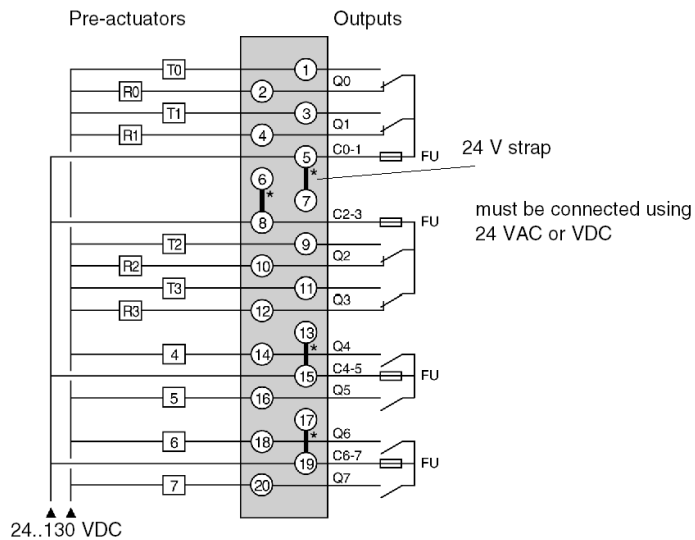 Pre-actuators Outputs
T0 1
R0 2 Q0
T1 3
R1 4 Q1
5 C0-1 FU 24 V strap
6 *
* 7
8 C2-3 FU must be connected using
24 VAC or VDC
T2 9
R2 10 Q2
T3 11
R3 12 Q3
13
4 14 * Q4
15 C4-5 FU
5 16 Q5
17
6 18 * Q6
19 C6-7 FU
7 20 Q7
24..130 VDC